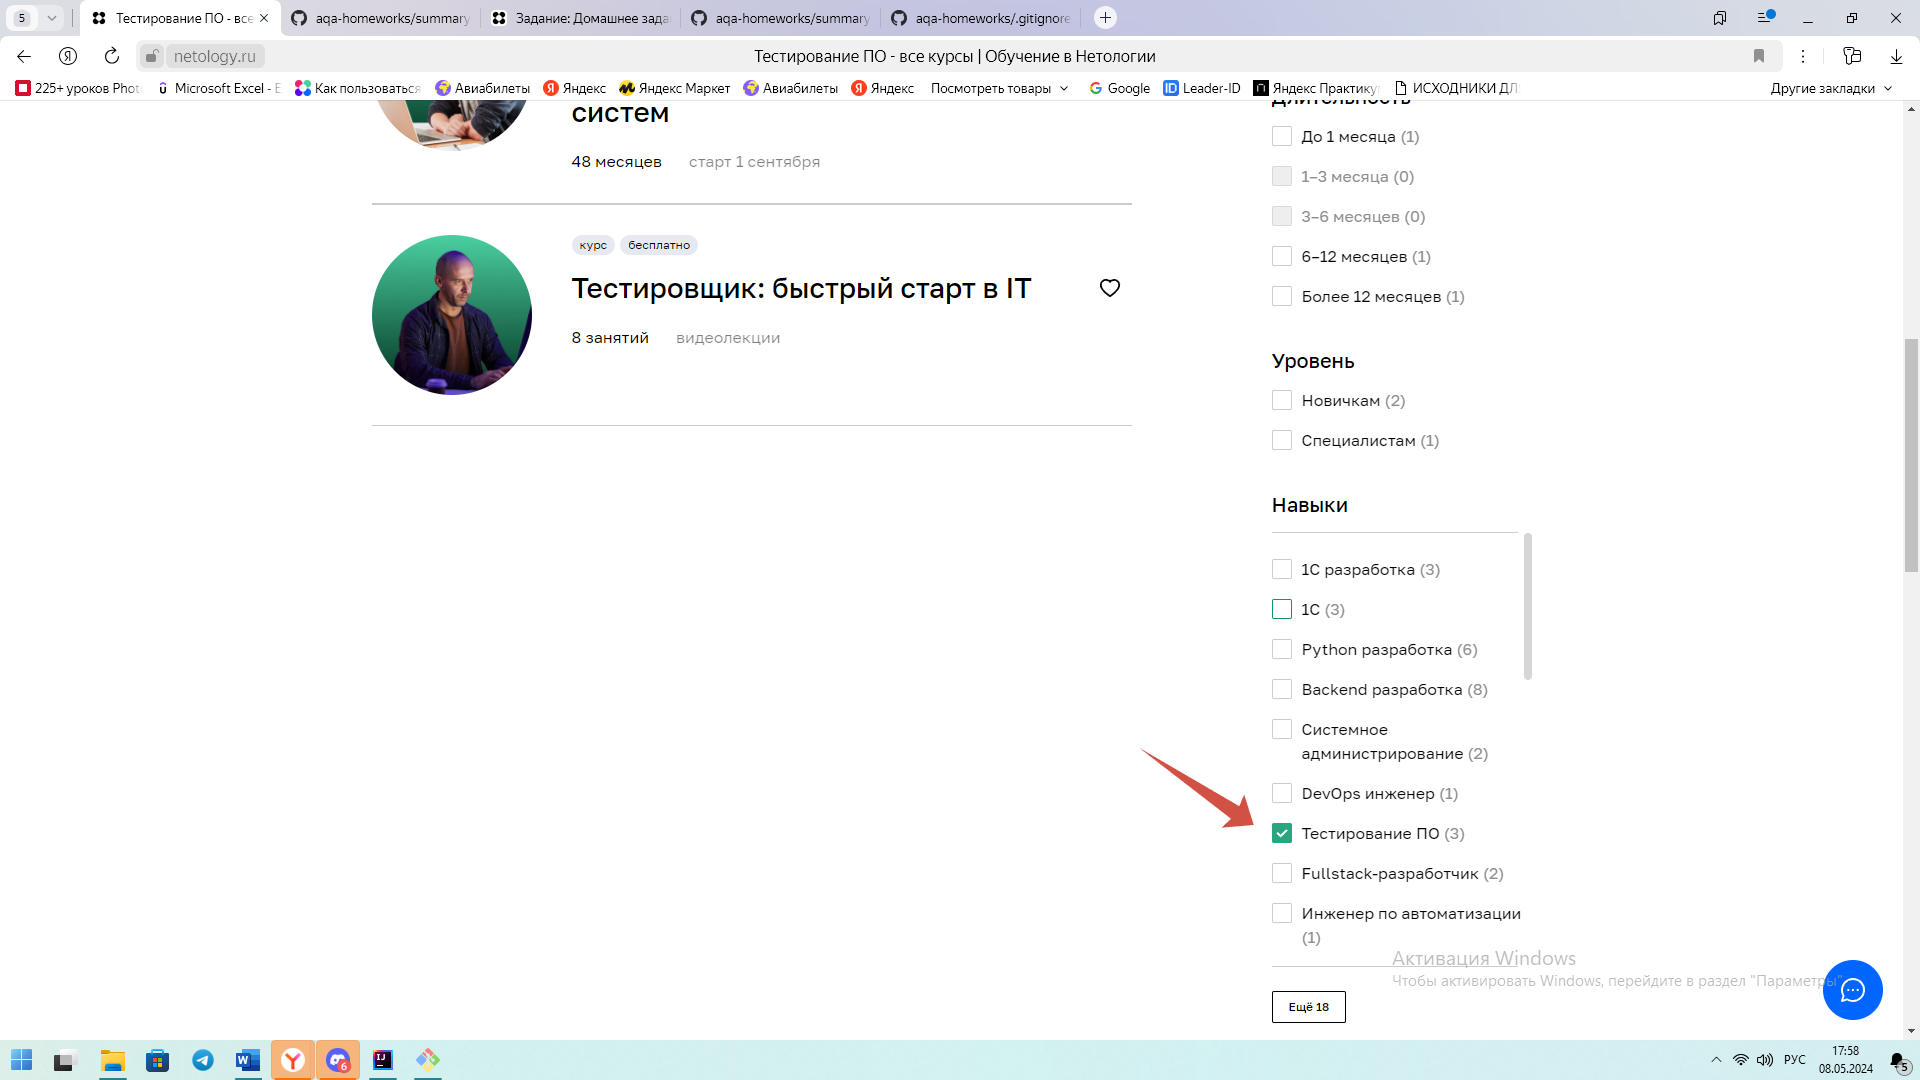 5
Тестирование ПО - все
aqa-homeworks/summary
Задание: Домашнее зада
aqa-homeworks/summary
aqa-homeworks/.gitignore
netology.ru
Тестирование ПО - все курсы | Обучение в Нетологии
225+ уроков Phot
Microsoft Excel - E
Как пользоваться
Авиабилеты
Яндекс
Яндекс Маркет
Авиабилеты
Яндекс
Посмотреть товары
Google
Leader-ID
Яндекс Практику
ИСХОДНИКИ ДЛ
Другие закладки
систем
48 месяцев старт 1 сентября
курс бесплатно
Тестировщик: быстрый старт в IT
8 занятий видеолекции
Длительность
До 1 месяца (1)
1–3 месяца (0)
3–6 месяцев (0)
6–12 месяцев (1)
Более 12 месяцев (1)
Уровень
Новичкам (2)
Специалистам (1)
Навыки
1С разработка (3)
1С (3)
Python разработка (6)
Backend разработка (8)
Системное
администрирование (2)
DevOps инженер (1)
Тестирование ПО (3)
Fullstack-разработчик (2)
Инженер по автоматизации
(1)
Ещё 18
Активация Windows
Чтобы активировать Windows, перейдите в раздел "Параметры"
6
РУС
17:58
08.05.2024
5